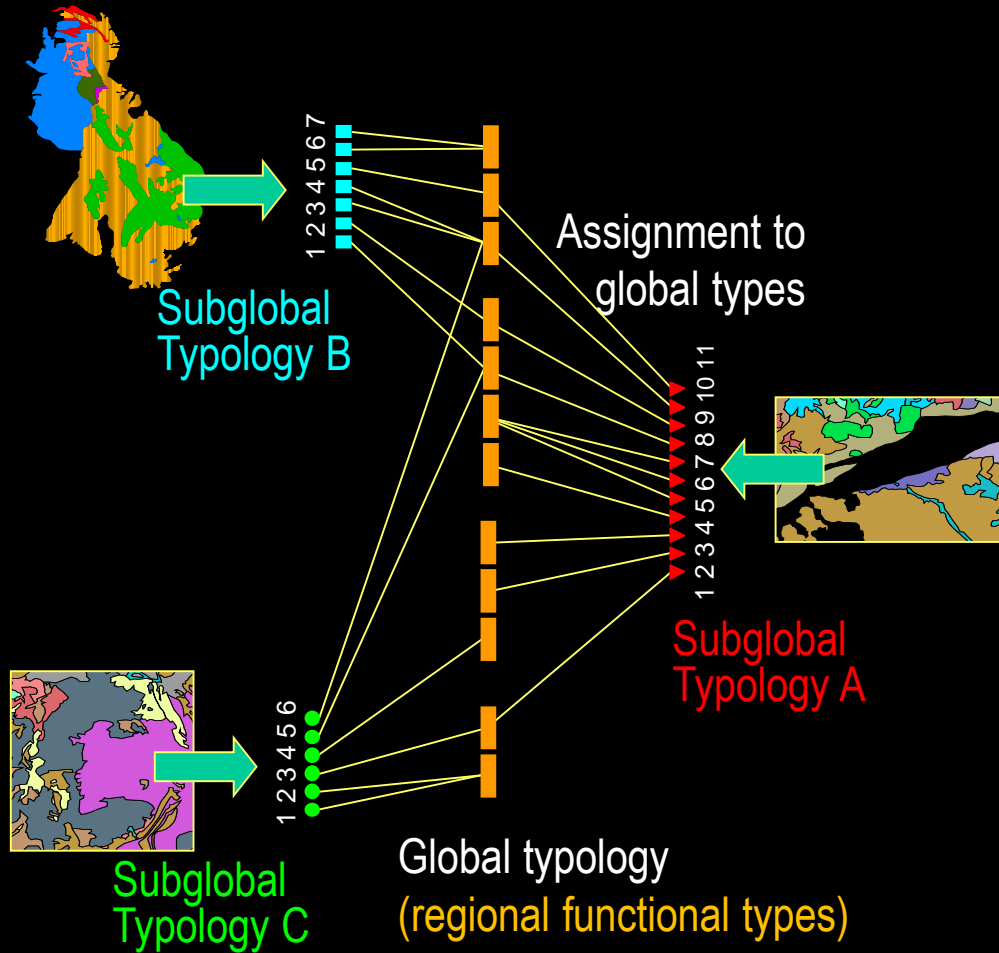 1 2 3 4 5 6 7
Subglobal
Typology B
Assignment to
global types
1 2 3 4 5 6 7 8 9 10 11
Subglobal
Typology A
1 2 3 4 5 6
Subglobal
Typology C
Global typology
(regional functional types)